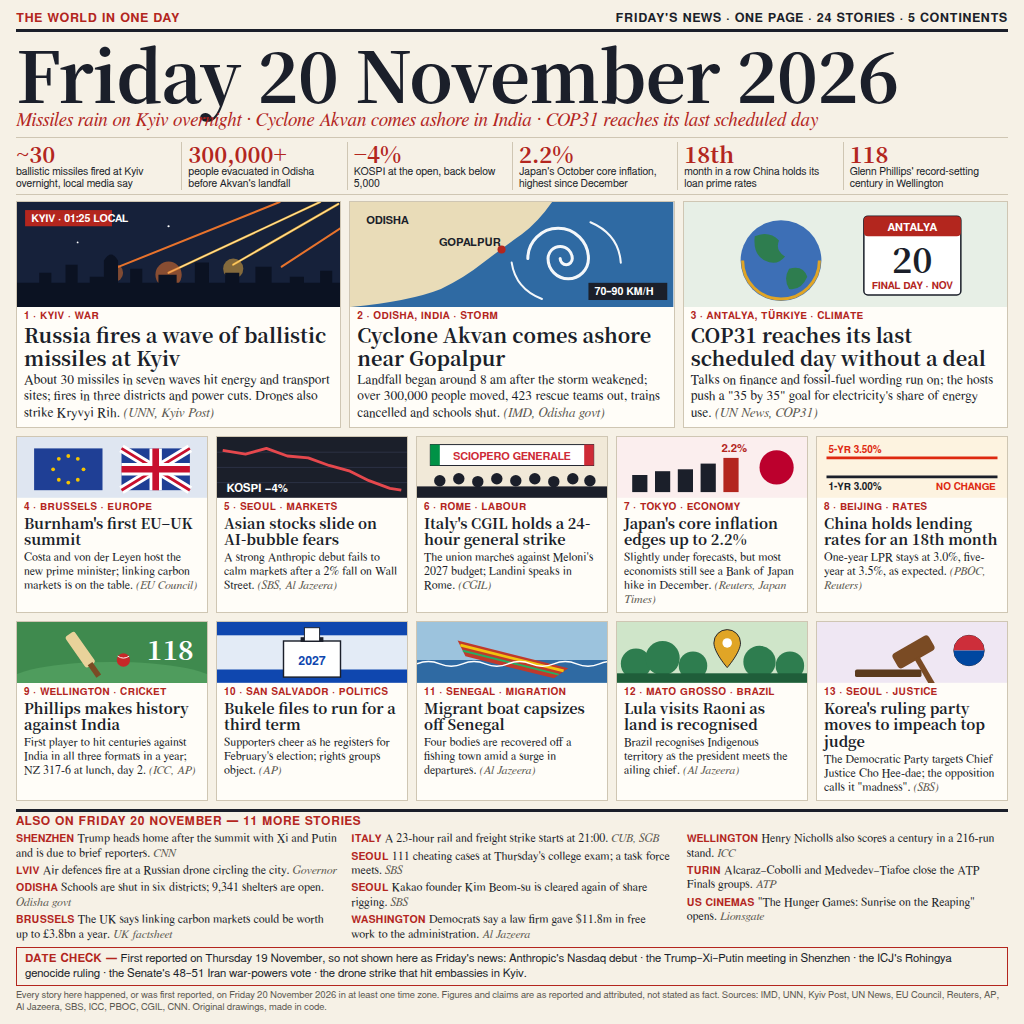 THE WORLD IN ONE DAY
FRIDAY'S NEWS · ONE PAGE · 24 STORIES · 5 CONTINENTS
Friday 20 November 2026
Missiles rain on Kyiv overnight · Cyclone Akvan comes ashore in India · COP31 reaches its last scheduled day
~30
ballistic missiles fired at Kyiv
overnight, local media say
300,000+
people evacuated in Odisha
before Akvan's landfall
−4%
KOSPI at the open, back below
5,000
2.2%
Japan's October core inflation,
highest since December
18th
month in a row China holds its
loan prime rates
118
Glenn Phillips' record-setting
century in Wellington
KYIV · 01:25 LOCAL
1 · KYIV · WAR
Russia fires a wave of ballistic
missiles at Kyiv
About 30 missiles in seven waves hit energy and transport
sites; fires in three districts and power cuts. Drones also
strike Kryvyi Rih. (UNN, Kyiv Post)
ODISHA
GOPALPUR
70–90 KM/H
2 · ODISHA, INDIA · STORM
Cyclone Akvan comes ashore
near Gopalpur
Landfall began around 8 am after the storm weakened;
over 300,000 people moved, 423 rescue teams out, trains
cancelled and schools shut. (IMD, Odisha govt)
ANTALYA
20
FINAL DAY · NOV
3 · ANTALYA, TÜRKIYE · CLIMATE
COP31 reaches its last
scheduled day without a deal
Talks on finance and fossil-fuel wording run on; the hosts
push a "35 by 35" goal for electricity's share of energy
use. (UN News, COP31)
4 · BRUSSELS · EUROPE
Burnham's first EU–UK
summit
Costa and von der Leyen host the
new prime minister; linking carbon
markets is on the table. (EU Council)
KOSPI −4%
5 · SEOUL · MARKETS
Asian stocks slide on
AI-bubble fears
A strong Anthropic debut fails to
calm markets after a 2% fall on Wall
Street. (SBS, Al Jazeera)
SCIOPERO GENERALE
6 · ROME · LABOUR
Italy's CGIL holds a 24-
hour general strike
The union marches against Meloni's
2027 budget; Landini speaks in
Rome. (CGIL)
2.2%
7 · TOKYO · ECONOMY
Japan's core inflation
edges up to 2.2%
Slightly under forecasts, but most
economists still see a Bank of Japan
hike in December. (Reuters, Japan
Times)
5-YR 3.50%
1-YR 3.00%
NO CHANGE
8 · BEIJING · RATES
China holds lending
rates for an 18th month
One-year LPR stays at 3.0%, five-
year at 3.5%, as expected. (PBOC,
Reuters)
118
9 · WELLINGTON · CRICKET
Phillips makes history
against India
First player to hit centuries against
India in all three formats in a year;
NZ 317-6 at lunch, day 2. (ICC, AP)
2027
10 · SAN SALVADOR · POLITICS
Bukele files to run for a
third term
Supporters cheer as he registers for
February's election; rights groups
object. (AP)
11 · SENEGAL · MIGRATION
Migrant boat capsizes
off Senegal
Four bodies are recovered off a
fishing town amid a surge in
departures. (Al Jazeera)
12 · MATO GROSSO · BRAZIL
Lula visits Raoni as
land is recognised
Brazil recognises Indigenous
territory as the president meets the
ailing chief. (Al Jazeera)
13 · SEOUL · JUSTICE
Korea's ruling party
moves to impeach top
judge
The Democratic Party targets Chief
Justice Cho Hee-dae; the opposition
calls it "madness". (SBS)
ALSO ON FRIDAY 20 NOVEMBER — 11 MORE STORIES
SHENZHEN Trump heads home after the summit with Xi and Putin
and is due to brief reporters. CNN
LVIV Air defences fire at a Russian drone circling the city. Governor
ODISHA Schools are shut in six districts; 9,341 shelters are open.
Odisha govt
BRUSSELS The UK says linking carbon markets could be worth
up to £3.8bn a year. UK factsheet
ITALY A 23-hour rail and freight strike starts at 21:00. CUB, SGB
SEOUL 111 cheating cases at Thursday's college exam; a task force
meets. SBS
SEOUL Kakao founder Kim Beom-su is cleared again of share
rigging. SBS
WASHINGTON Democrats say a law firm gave $11.8m in free
work to the administration. Al Jazeera
WELLINGTON Henry Nicholls also scores a century in a 216-run
stand. ICC
TURIN Alcaraz–Cobolli and Medvedev–Tiafoe close the ATP
Finals groups. ATP
US CINEMAS "The Hunger Games: Sunrise on the Reaping"
opens. Lionsgate
DATE CHECK — First reported on Thursday 19 November, so not shown here as Friday's news: Anthropic's Nasdaq debut · the Trump–Xi–Putin meeting in Shenzhen · the ICJ's Rohingya
genocide ruling · the Senate's 48–51 Iran war-powers vote · the drone strike that hit embassies in Kyiv.
Every story here happened, or was first reported, on Friday 20 November 2026 in at least one time zone. Figures and claims are as reported and attributed, not stated as fact. Sources: IMD, UNN, Kyiv Post, UN News, EU Council, Reuters, AP,
Al Jazeera, SBS, ICC, PBOC, CGIL, CNN. Original drawings, made in code.